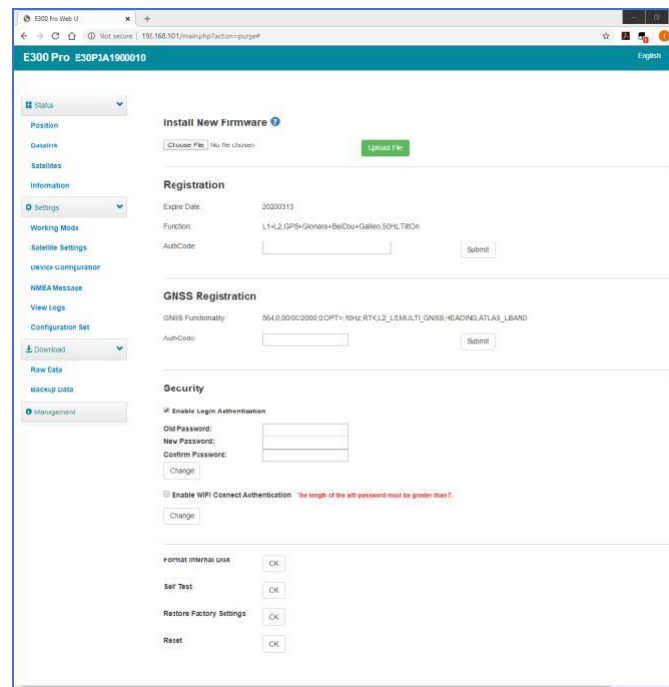 E300 Pro Web UI
Not secure | 192.168.101/main.php?action=purge#
E300 Pro E30P3A1900010
English
Status
Position
Datalink
Satellites
Information
Settings
Working Mode
Satellite Settings
Device Configuration
NMEA Message
View Logs
Configuration Set
Download
Raw Data
Backup Data
Management
Install New Firmware
Choose File No file chosen
Upload File
Registration
Expire Date: 20200313
Function: L1+L2,GPS+Glonass+BeiDou+Galileo,50Hz,TiltOn
AuthCode: Submit
GNSS Registration
GNSS Functionality:
AuthCode: Submit
Security
Enable Login Authentication
Old Password:
New Password:
Confirm Password:
Change
Enable WIFI Connect Authentication The length of the wifi password must be greater than 7.
Change
Format Internal Disk OK
Self Test OK
Restore Factory Settings OK
Reset OK